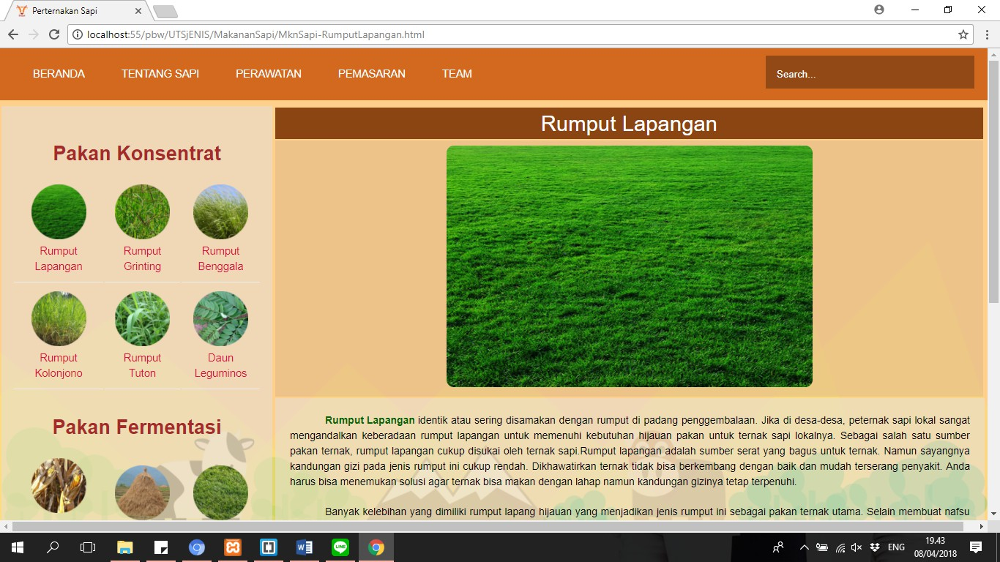 Perternakan Sapi
localhost:55/pbw/UTSjENIS/MakananSapi/MknSapi-RumputLapangan.html
BERANDA TENTANG SAPI PERAWATAN PEMASARAN TEAM
Search...
Pakan Konsentrat
Rumput Lapangan
Rumput Grinting
Rumput Benggala
Rumput Kolonjono
Rumput Tuton
Daun Leguminos
Pakan Fermentasi
Rumput Lapangan
Rumput Lapangan identik atau sering disamakan dengan rumput di padang penggembalaan. Jika di desa-desa, peternak sapi lokal sangat
mengandalkan keberadaan rumput lapangan untuk memenuhi kebutuhan hijauan pakan untuk ternak sapi lokalnya. Sebagai salah satu sumber
pakan ternak, rumput lapangan cukup disukai oleh ternak sapi.Rumput lapangan adalah sumber serat yang bagus untuk ternak. Namun sayangnya
kandungan gizi pada jenis rumput ini cukup rendah. Dikhawatirkan ternak tidak bisa berkembang dengan baik dan mudah terserang penyakit. Anda
harus bisa menemukan solusi agar ternak bisa makan dengan lahap namun kandungan gizinya tetap terpenuhi.
Banyak kelebihan yang dimiliki rumput lapang hijauan yang menjadikan jenis rumput ini sebagai pakan ternak utama. Selain membuat nafsu
LINE
ENG
19.43
08/04/2018